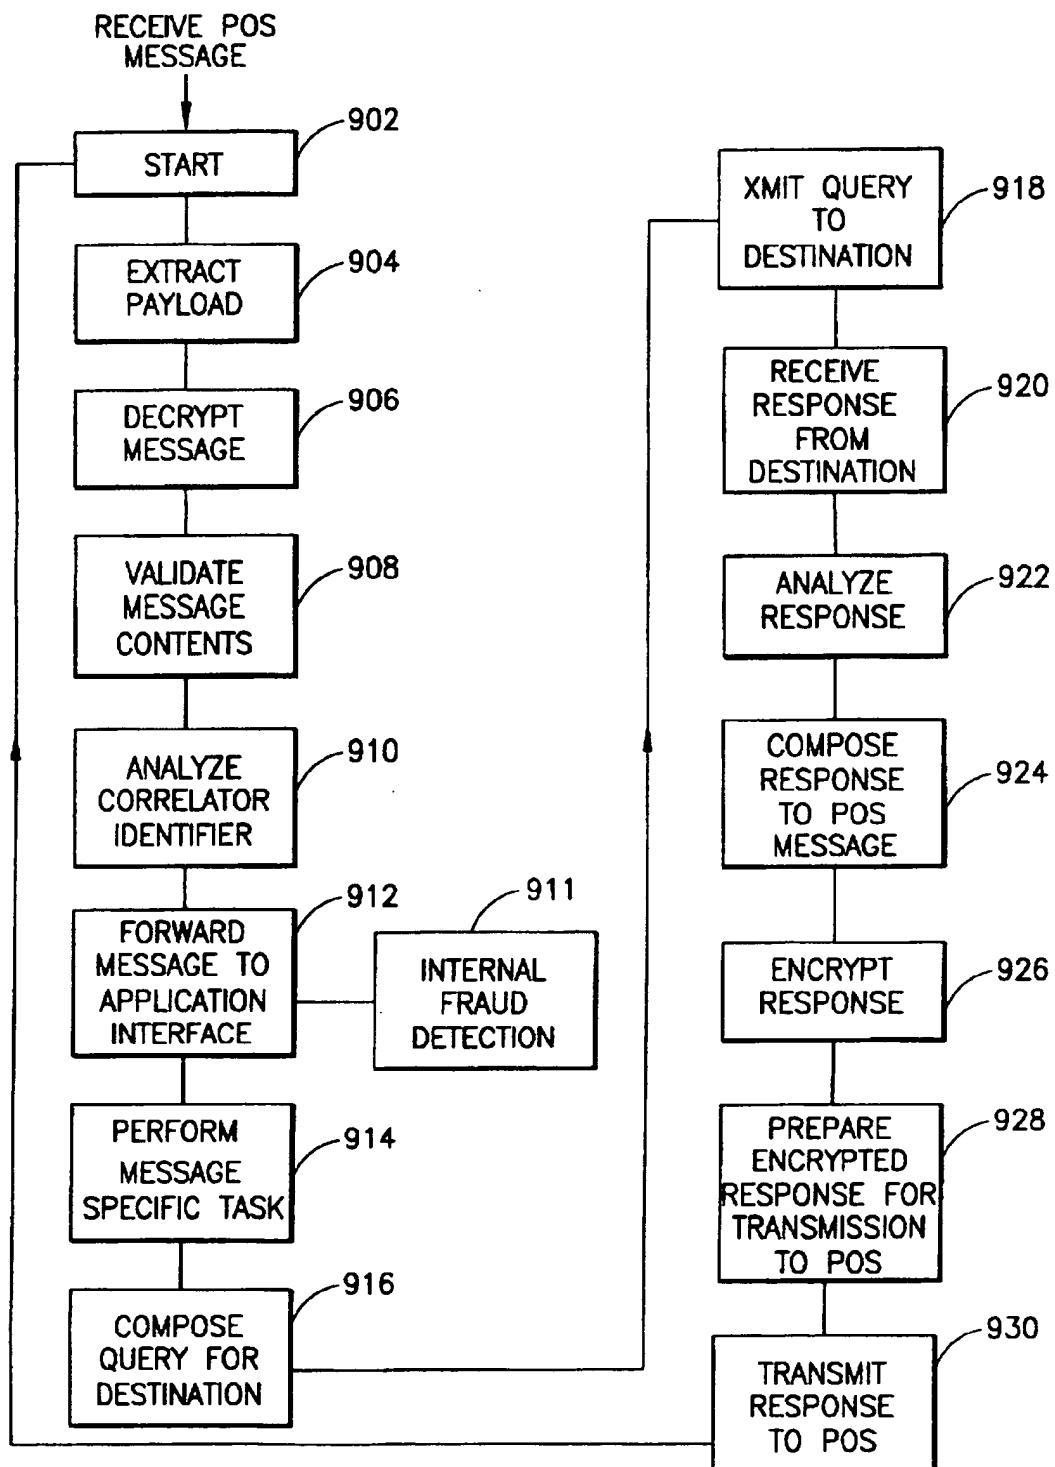 RECEIVE POS
MESSAGE
902
START
904
EXTRACT
PAYLOAD
906
DECRYPT
MESSAGE
908
VALIDATE
MESSAGE
CONTENTS
910
ANALYZE
CORRELATOR
IDENTIFIER
912
FORWARD
MESSAGE TO
APPLICATION
INTERFACE
911
INTERNAL
FRAUD
DETECTION
914
PERFORM
MESSAGE
SPECIFIC TASK
916
COMPOSE
QUERY FOR
DESTINATION
918
XMIT QUERY
TO
DESTINATION
920
RECEIVE
RESPONSE
FROM
DESTINATION
922
ANALYZE
RESPONSE
924
COMPOSE
RESPONSE
TO POS
MESSAGE
926
ENCRYPT
RESPONSE
928
PREPARE
ENCRYPTED
RESPONSE FOR
TRANSMISSION
TO POS
930
TRANSMIT
RESPONSE
TO POS